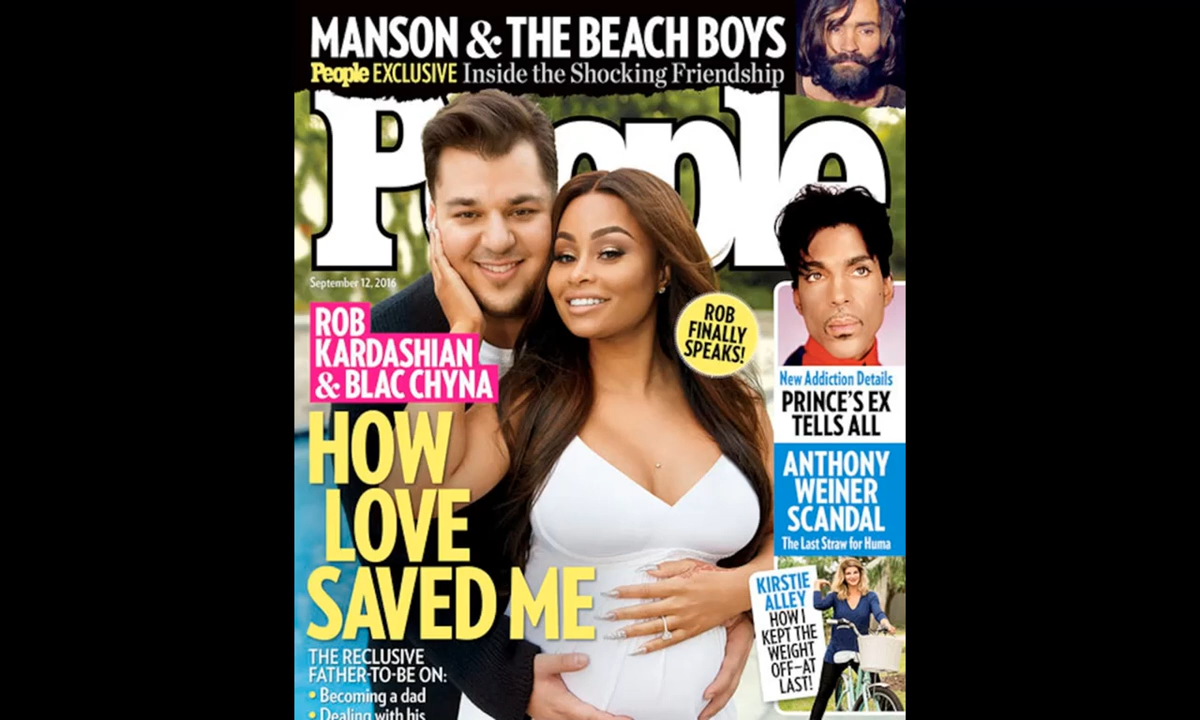 MANSON & THE BEACH BOYS
People EXCLUSIVE Inside the Shocking Friendship
People
September 12, 2016
ROB
KARDASHIAN
& BLAC CHYNA
ROB
FINALLY
SPEAKS!
HOW
LOVE
SAVED ME
THE RECLUSIVE
FATHER-TO-BE ON:
• Becoming a dad
• Dealing with his
New Addiction Details
PRINCE'S EX
TELLS ALL
ANTHONY
WEINER
SCANDAL
The Last Straw for Huma
KIRSTIE
ALLEY
HOW I
KEPT THE
WEIGHT
OFF–AT
LAST!